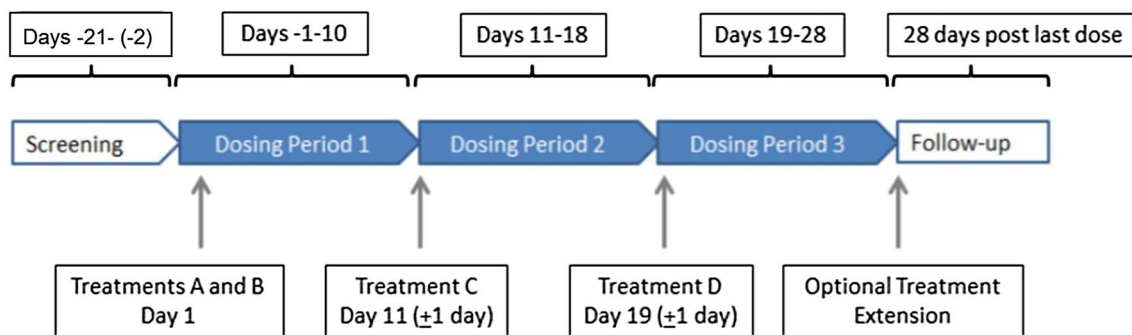 Days -21- (-2)
Days -1-10
Days 11-18
Days 19-28
28 days post last dose
Screening
Dosing Period 1
Dosing Period 2
Dosing Period 3
Follow-up
Treatments A and B
Day 1
Treatment C
Day 11 (±1 day)
Treatment D
Day 19 (±1 day)
Optional Treatment
Extension